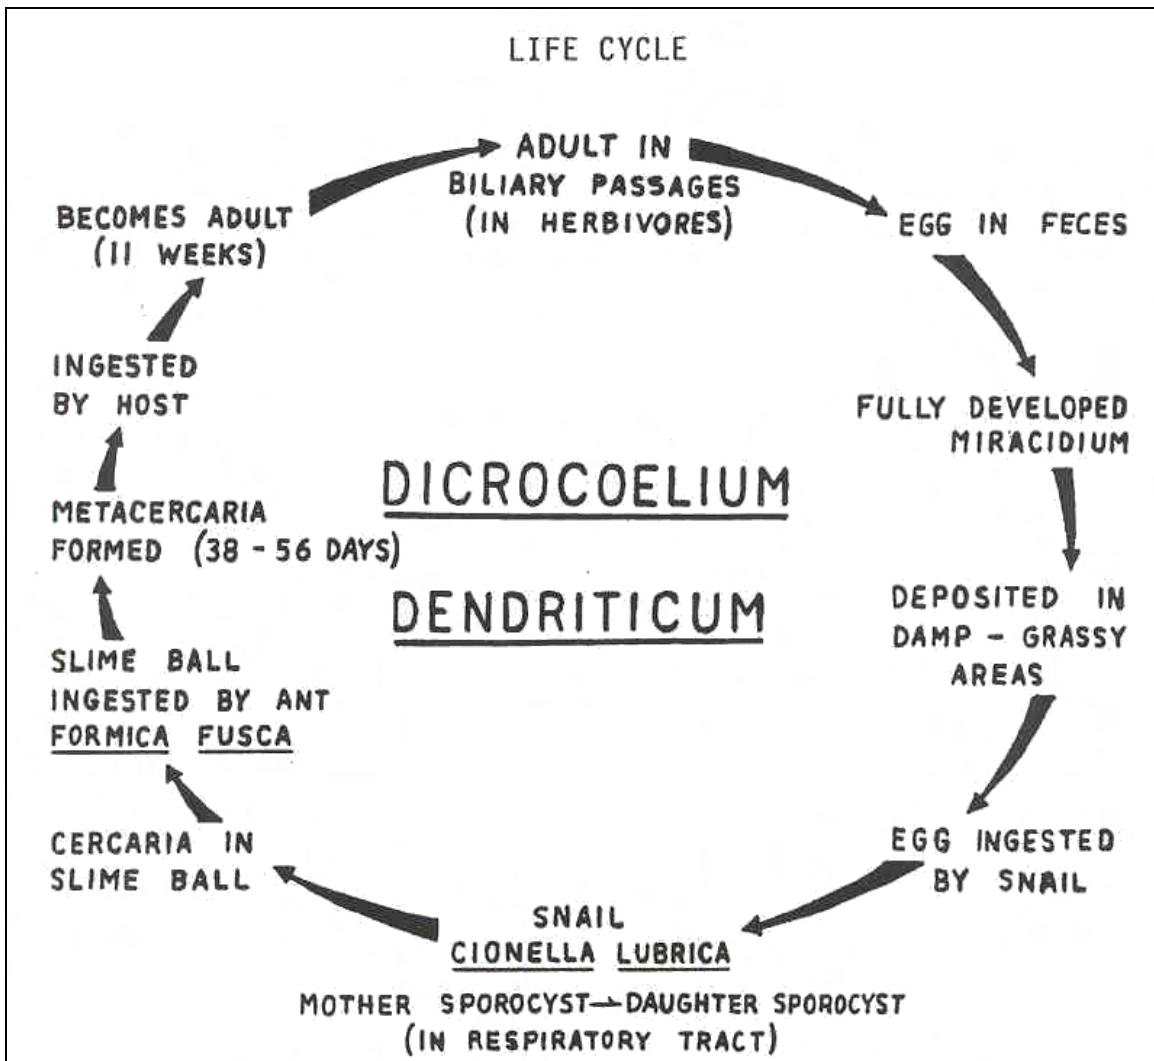 LIFE CYCLE
ADULT IN
BILIARY PASSAGES
(IN HERBIVORES)
EGG IN FECES
FULLY DEVELOPED
MIRACIDIUM
DEPOSITED IN
DAMP - GRASSY
AREAS
EGG INGESTED
BY SNAIL
SNAIL
CIONELLA LUBRICA
MOTHER SPOROCYST→DAUGHTER SPOROCYST
(IN RESPIRATORY TRACT)
CERCARIA IN
SLIME BALL
SLIME BALL
INGESTED BY ANT
FORMICA FUSCA
METACERCARIA
FORMED (38 - 56 DAYS)
INGESTED
BY HOST
BECOMES ADULT
(11 WEEKS)
DICROCOELIUM
DENDRITICUM